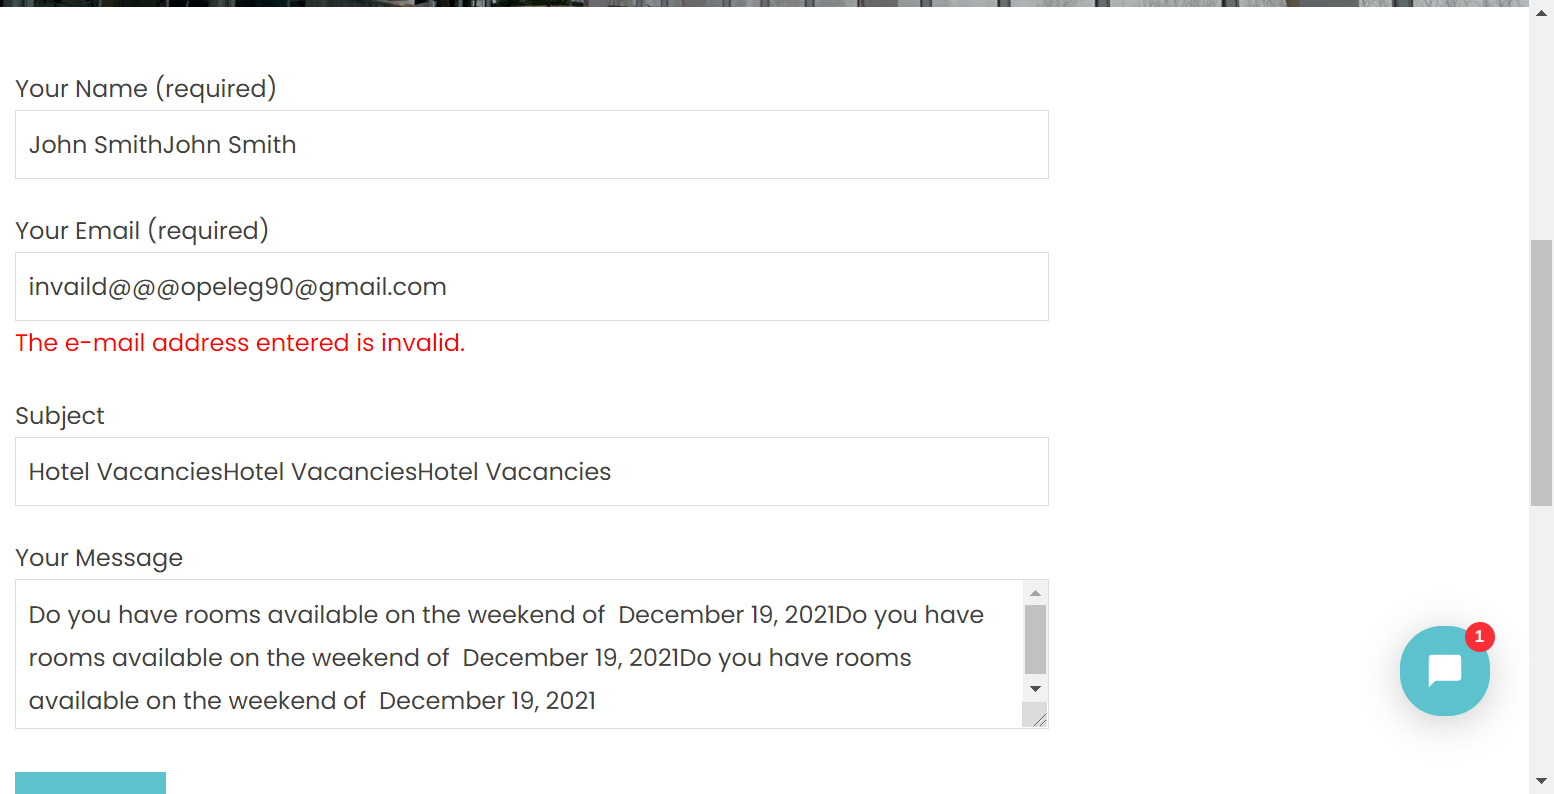 Your Name (required)
John SmithJohn Smith
Your Email (required)
invaild@@@opeleg90@gmail.com
The e-mail address entered is invalid.
Subject
Hotel VacanciesHotel VacanciesHotel Vacancies
Your Message
Do you have rooms available on the weekend of  December 19, 2021Do you have
rooms available on the weekend of  December 19, 2021Do you have rooms
available on the weekend of  December 19, 2021
1